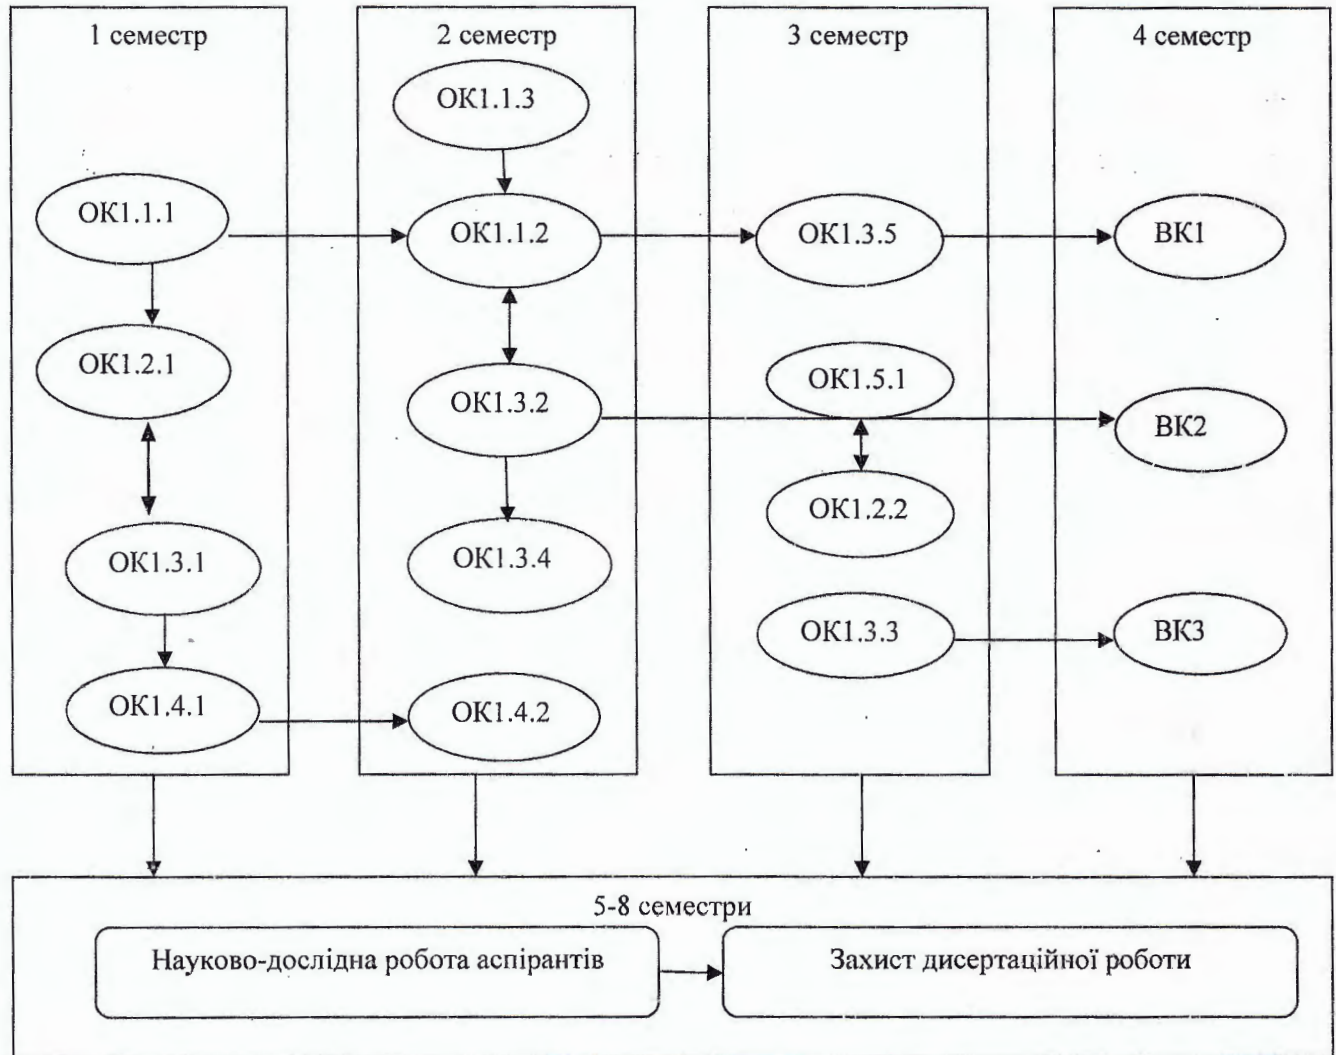 1 семестр
2 семестр
3 семестр
4 семестр
ОК1.1.3
ОК1.1.1
ОК1.1.2
ОК1.3.5
ВК1
ОК1.2.1
ОК1.3.2
ОК1.5.1
ВК2
ОК1.2.2
ОК1.3.1
ОК1.3.4
ОК1.3.3
ВК3
ОК1.4.1
ОК1.4.2
5-8 семестри
Науково-дослідна робота аспірантів
Захист дисертаційної роботи